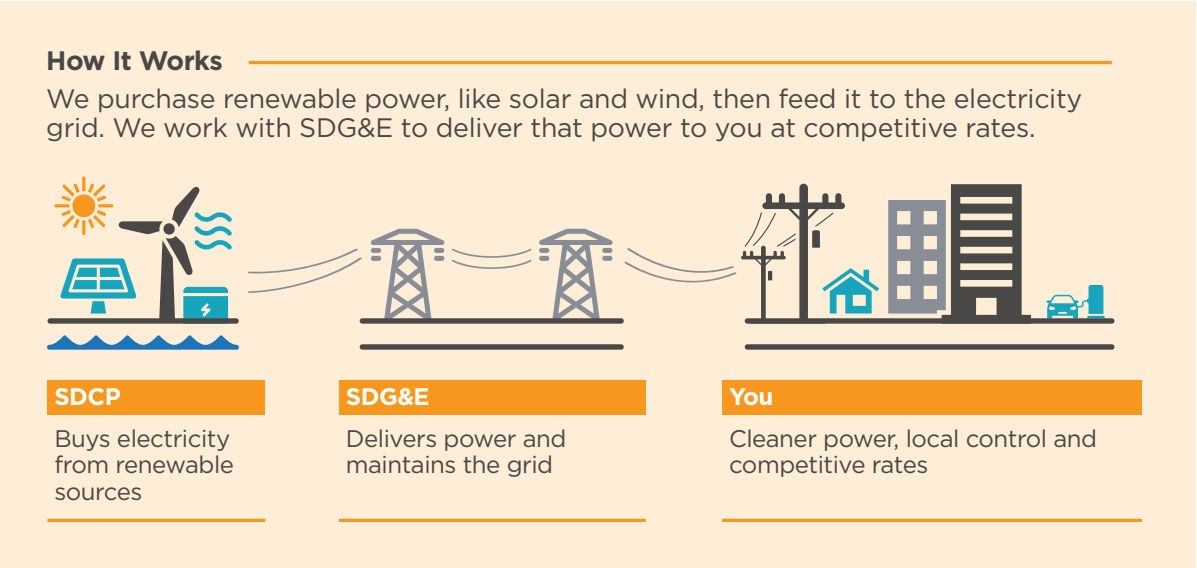 How It Works
We purchase renewable power, like solar and wind, then feed it to the electricity
grid. We work with SDG&E to deliver that power to you at competitive rates.
SDCP
Buys electricity
from renewable
sources
SDG&E
Delivers power and
maintains the grid
You
Cleaner power, local control and
competitive rates